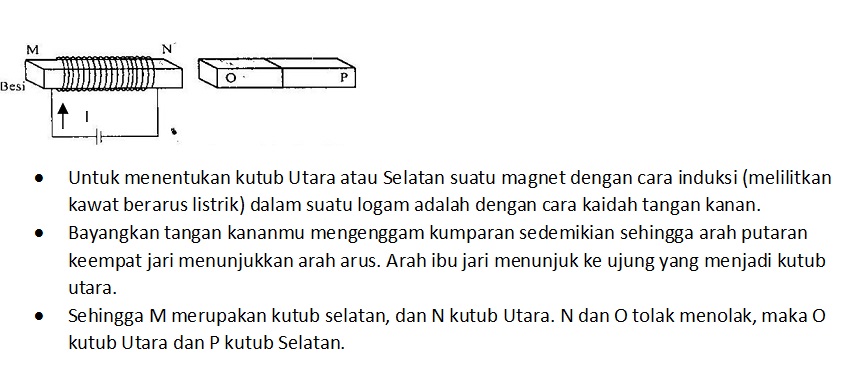 M N
O P
Besi
I
• Untuk menentukan kutub Utara atau Selatan suatu magnet dengan cara induksi (melilitkan
kawat berarus listrik) dalam suatu logam adalah dengan cara kaidah tangan kanan.
• Bayangkan tangan kananmu mengenggam kumparan sedemikian sehingga arah putaran
keempat jari menunjukkan arah arus. Arah ibu jari menunjuk ke ujung yang menjadi kutub
utara.
• Sehingga M merupakan kutub selatan, dan N kutub Utara. N dan O tolak menolak, maka O
kutub Utara dan P kutub Selatan.